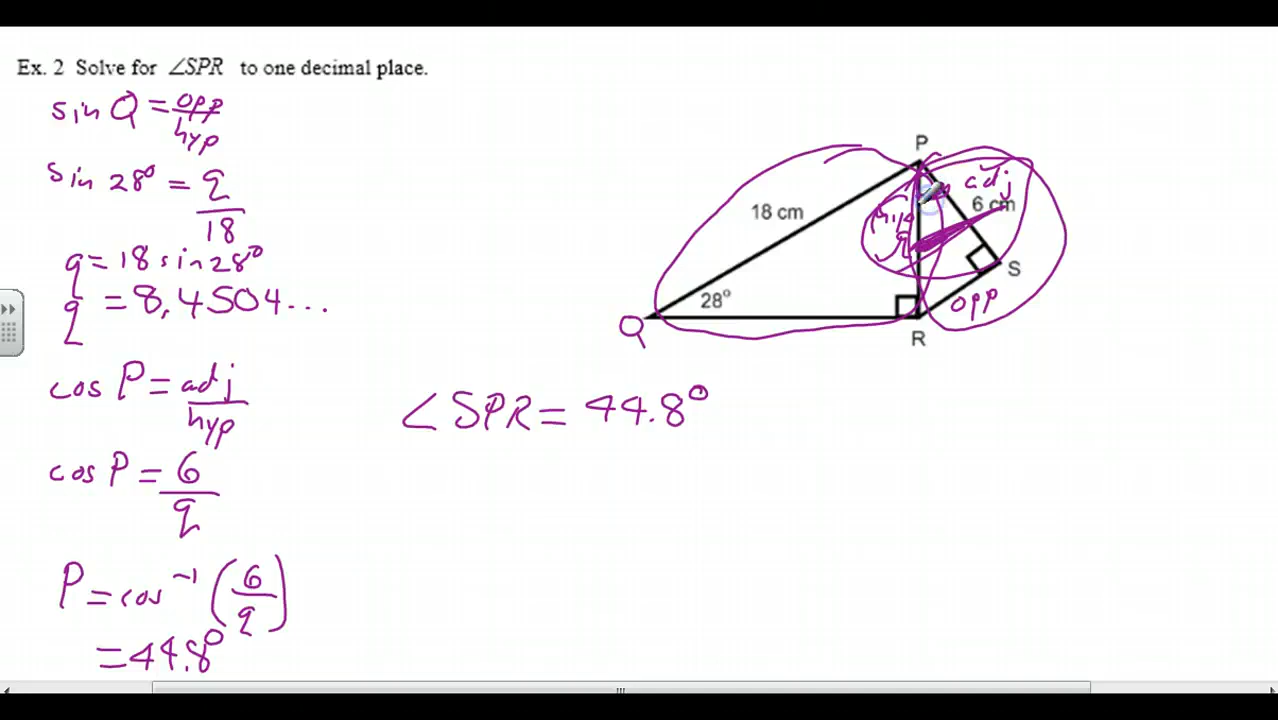 Ex. 2 Solve for ∠SPR to one decimal place.
sin Q = opp/hyp
sin 28° = q/18
q = 18 sin 28°
q = 8.4504...
cos P = adj/hyp
cos P = 6/q
P = cos⁻¹ (6/q)
= 44.8°
P
adj
18 cm
6 cm
hyp
q
S
28°
opp
Q
R
∠SPR = 44.8°